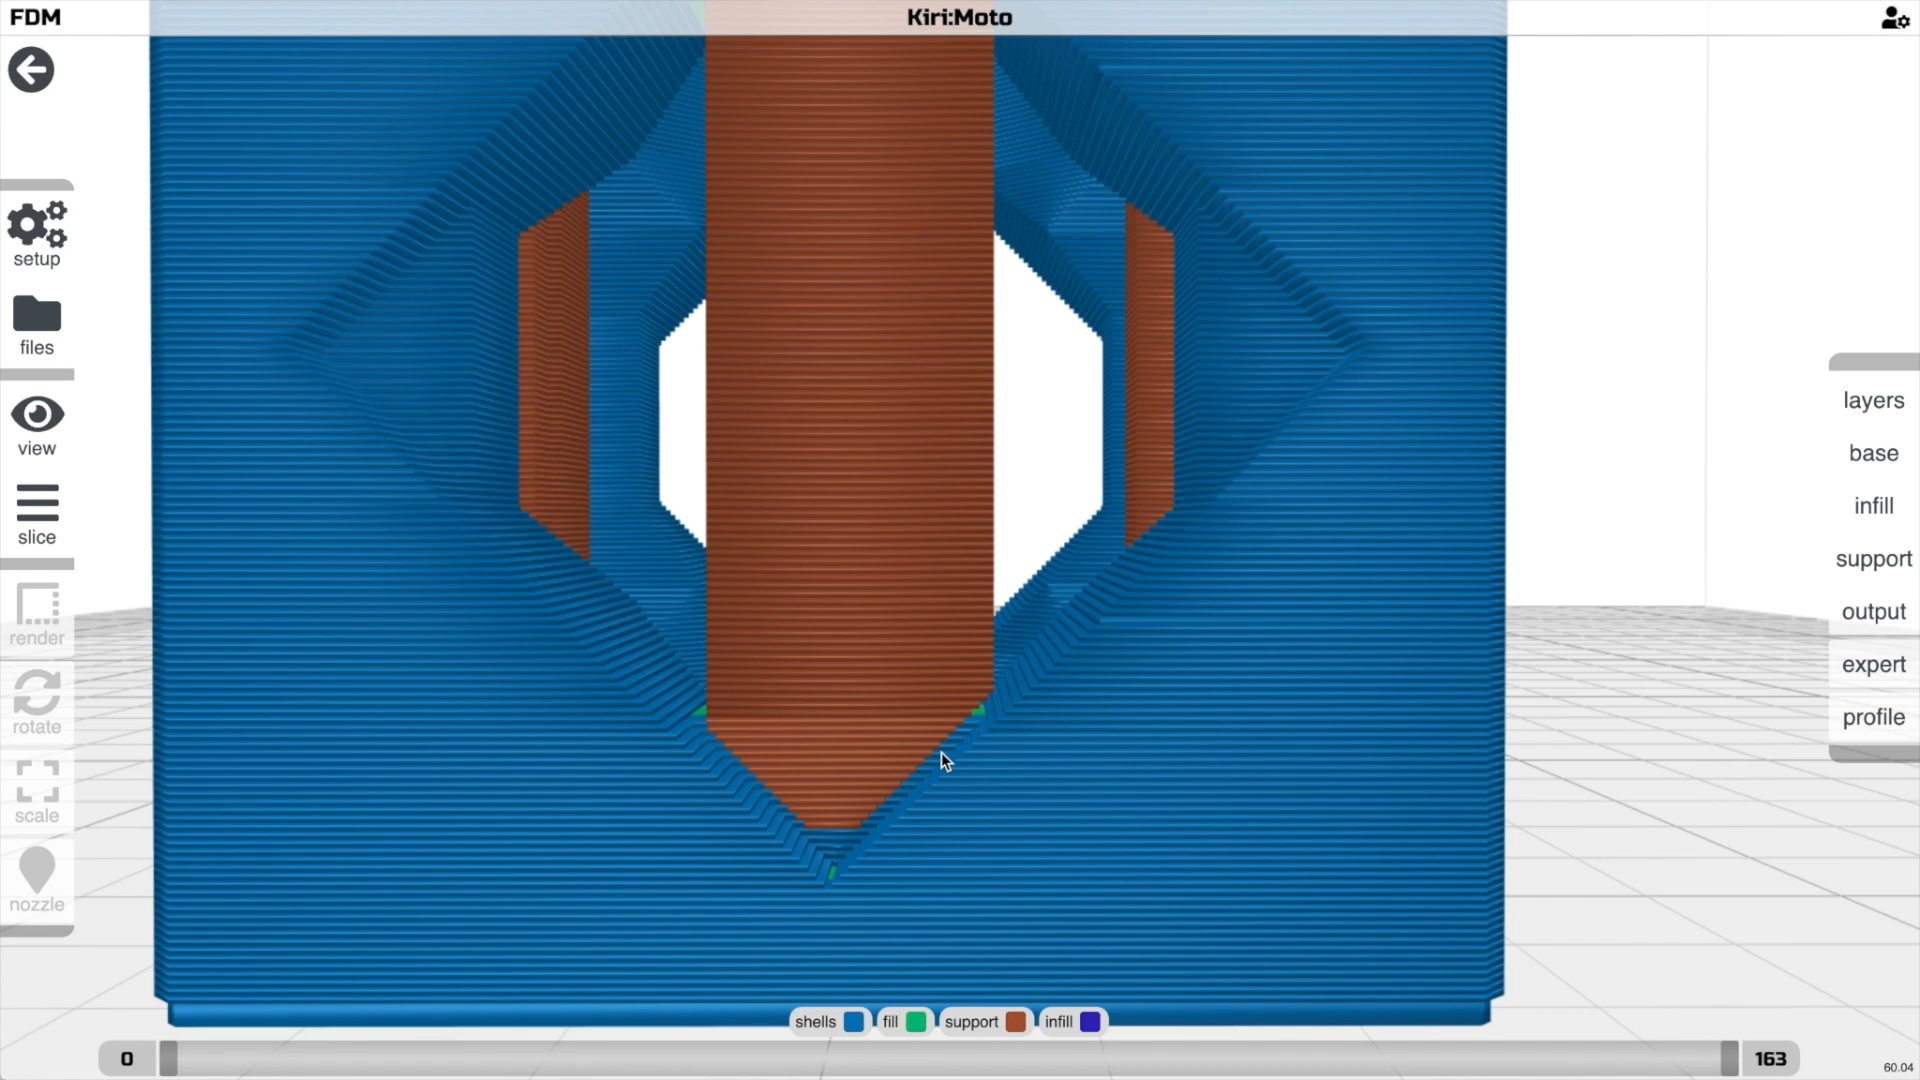 FDM
Kiri:Moto
setup
files
view
slice
render
rotate
scale
nozzle
layers
base
infill
support
output
expert
profile
shells fill support infill
0
163
60.04